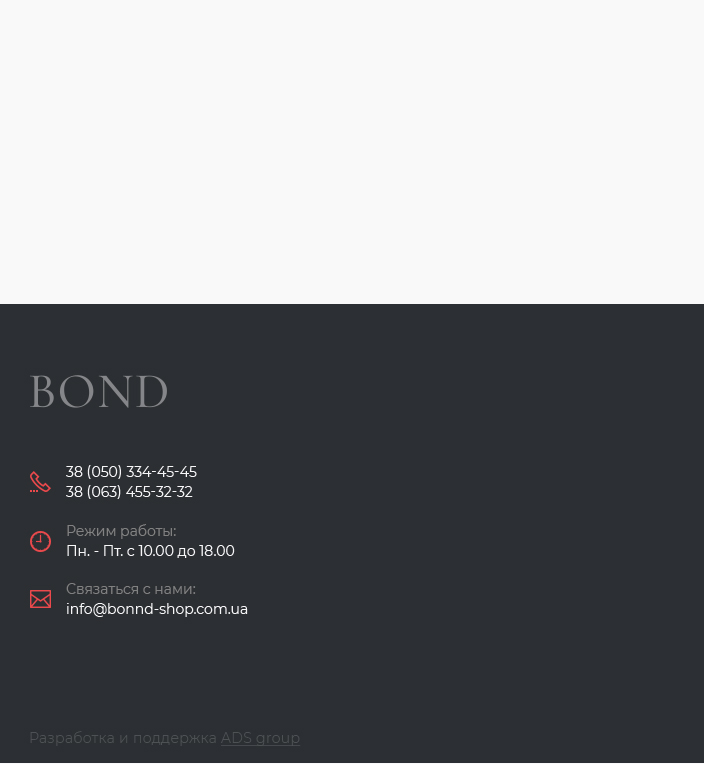 BOND
38 (050) 334-45-45
38 (063) 455-32-32
Режим работы:
Пн. - Пт. с 10.00 до 18.00
Связаться с нами:
info@bonnd-shop.com.ua
Разработка и поддержка ADS group